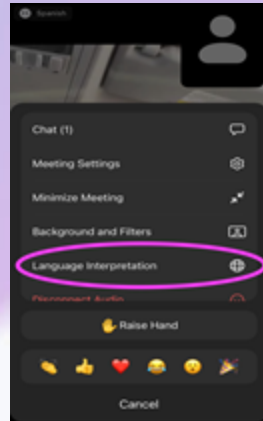 Spanish
Chat (1)
Meeting Settings
Minimize Meeting
Background and Filters
Language Interpretation
Disconnect Audio
Raise Hand
Cancel